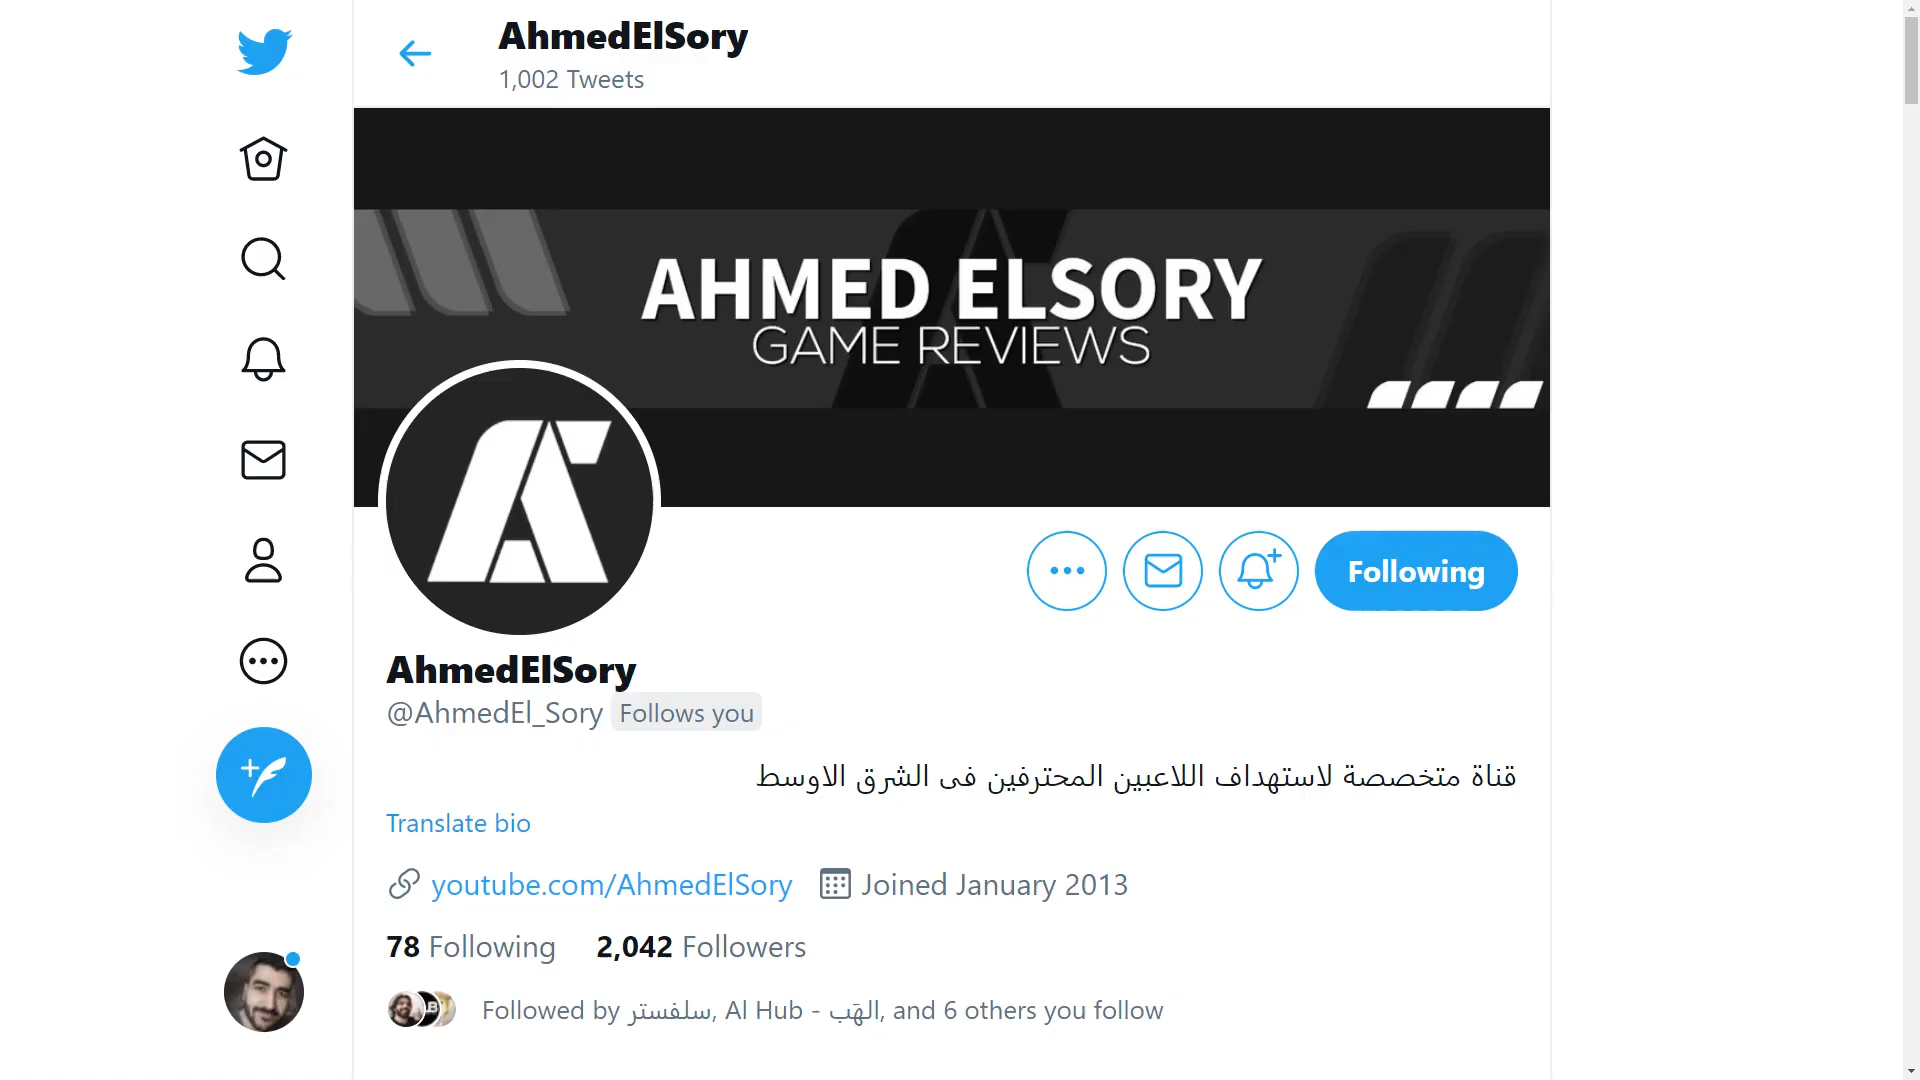 AhmedElSory
1,002 Tweets
AHMED ELSORY
GAME REVIEWS
Following
AhmedElSory
@AhmedEl_Sory Follows you
قناة متخصصة لاستهداف اللاعبين المحترفين فى الشرق الاوسط
Translate bio
youtube.com/AhmedElSory Joined January 2013
78 Following 2,042 Followers
Followed by سلفستر, Al Hub - الهَب, and 6 others you follow